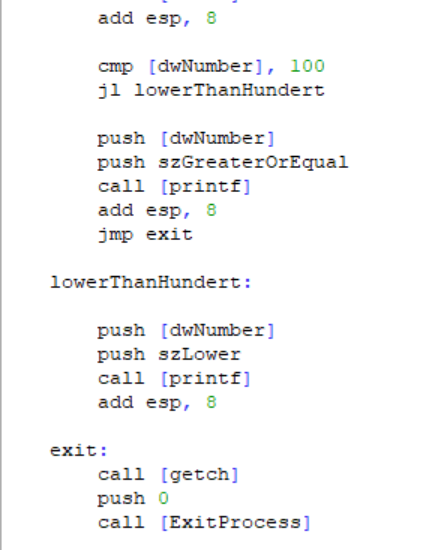 add esp, 8
cmp [dwNumber], 100
jl lowerThanHundert
push [dwNumber]
push szGreaterOrEqual
call [printf]
add esp, 8
jmp exit
lowerThanHundert:
push [dwNumber]
push szLower
call [printf]
add esp, 8
exit:
call [getch]
push 0
call [ExitProcess]